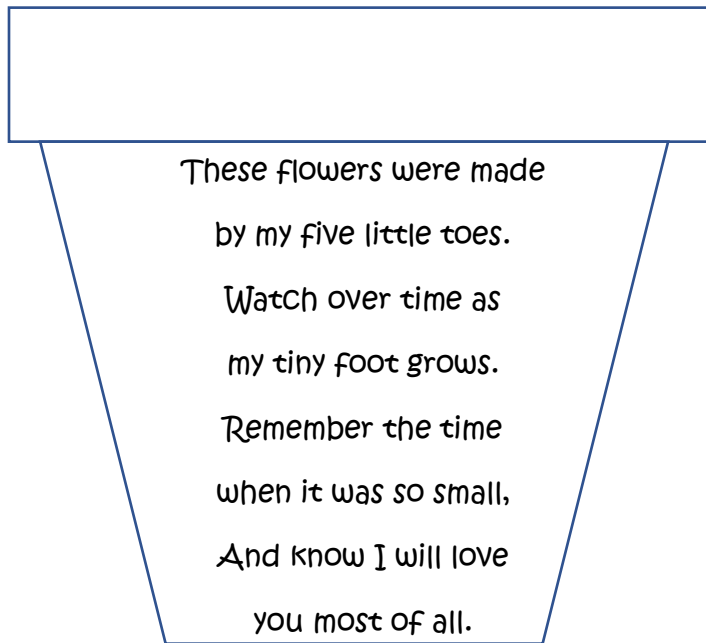 These flowers were made
by my five little toes.
Watch over time as
my tiny foot grows.
Remember the time
when it was so small,
And know I will love
you most of all.